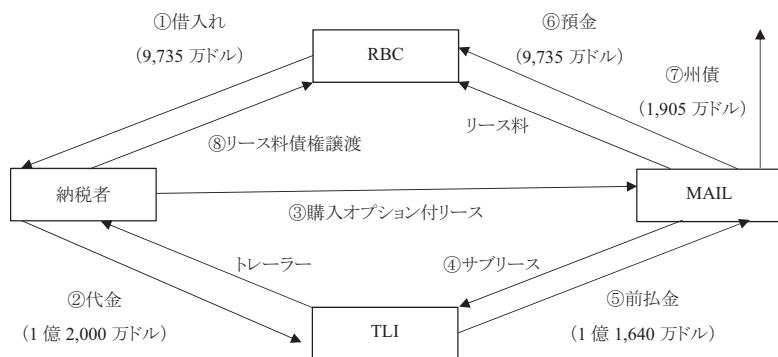 ①借入れ
(9,735 万ドル)
RBC
⑥預金
(9,735 万ドル)
⑦州債
(1,905 万ドル)
リース料
⑧リース料債権譲渡
納税者
MAIL
③購入オプション付リース
トレーラー
④サブリース
②代金
(1 億 2,000 万ドル)
TLI
⑤前払金
(1 億 1,640 万ドル)